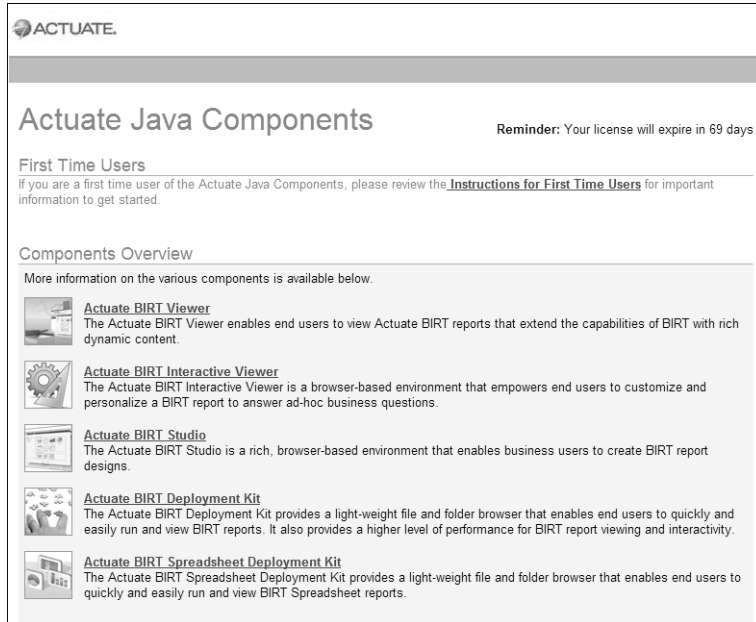 ACTUATE.
Actuate Java Components
Reminder: Your license will expire in 69 days
First Time Users
If you are a first time user of the Actuate Java Components, please review the Instructions for First Time Users for important
information to get started.
Components Overview
More information on the various components is available below.
Actuate BIRT Viewer
The Actuate BIRT Viewer enables end users to view Actuate BIRT reports that extend the capabilities of BIRT with rich
dynamic content.
Actuate BIRT Interactive Viewer
The Actuate BIRT Interactive Viewer is a browser-based environment that empowers end users to customize and
personalize a BIRT report to answer ad-hoc business questions.
Actuate BIRT Studio
The Actuate BIRT Studio is a rich, browser-based environment that enables business users to create BIRT report
designs.
Actuate BIRT Deployment Kit
The Actuate BIRT Deployment Kit provides a light-weight file and folder browser that enables end users to quickly and
easily run and view BIRT reports. It also provides a higher level of performance for BIRT report viewing and interactivity.
Actuate BIRT Spreadsheet Deployment Kit
The Actuate BIRT Spreadsheet Deployment Kit provides a light-weight file and folder browser that enables end users to
quickly and easily run and view BIRT Spreadsheet reports.